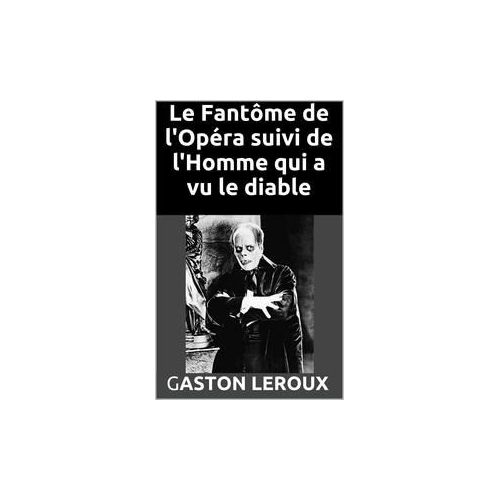 Le Fantôme de
l'Opéra suivi de
l'Homme qui a
vu le diable
GASTON LEROUX